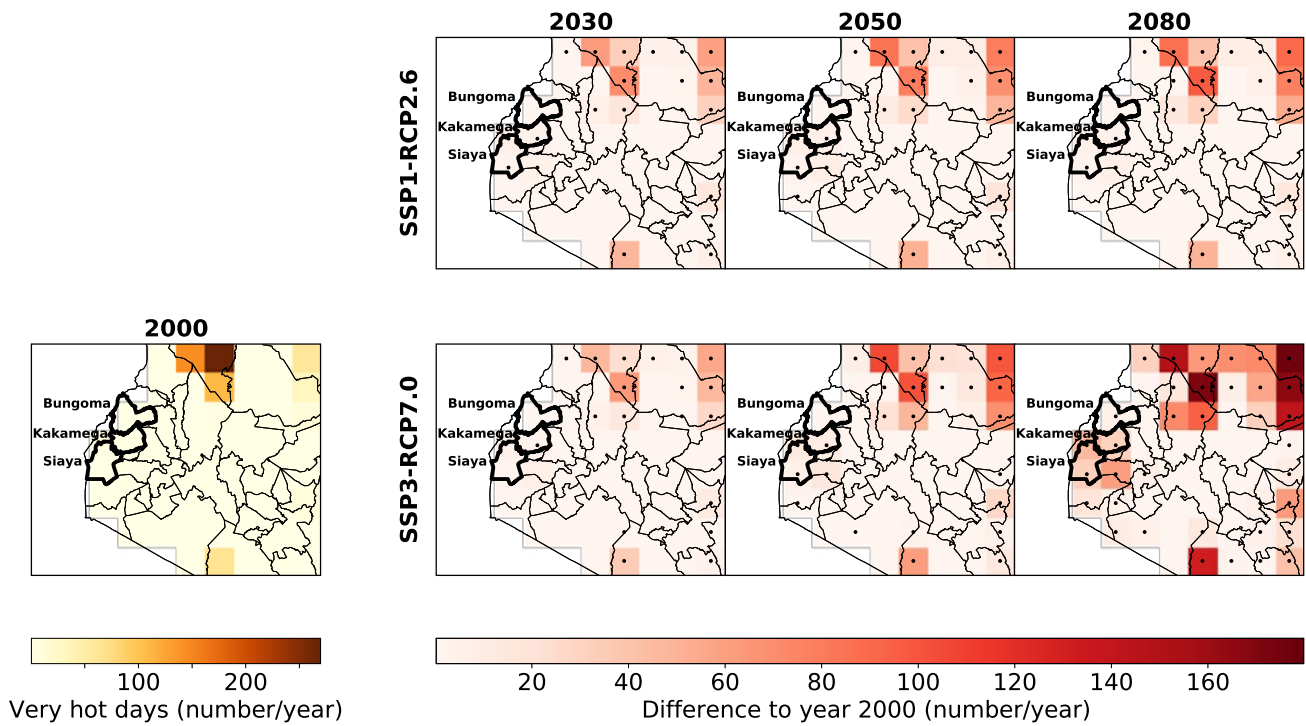 2030 2050 2080
SSP1-RCP2.6
Bungoma Bungoma Bungoma
Kakamega Kakamega Kakamega
Siaya Siaya Siaya
2000
SSP3-RCP7.0
Bungoma Bungoma Bungoma Bungoma
Kakamega Kakamega Kakamega Kakamega
Siaya Siaya Siaya Siaya
100 200 20 40 60 80 100 120 140 160
Very hot days (number/year) Difference to year 2000 (number/year)